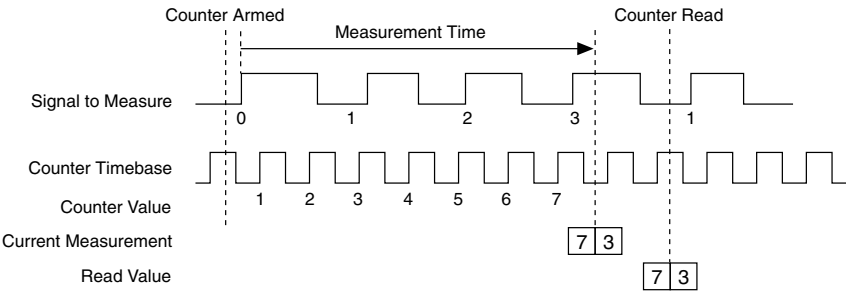 Counter Armed Counter Read
Measurement Time
Signal to Measure
0 1 2 3 1
Counter Timebase
1 2 3 4 5 6 7
Counter Value
Current Measurement 7 3
Read Value 7 3